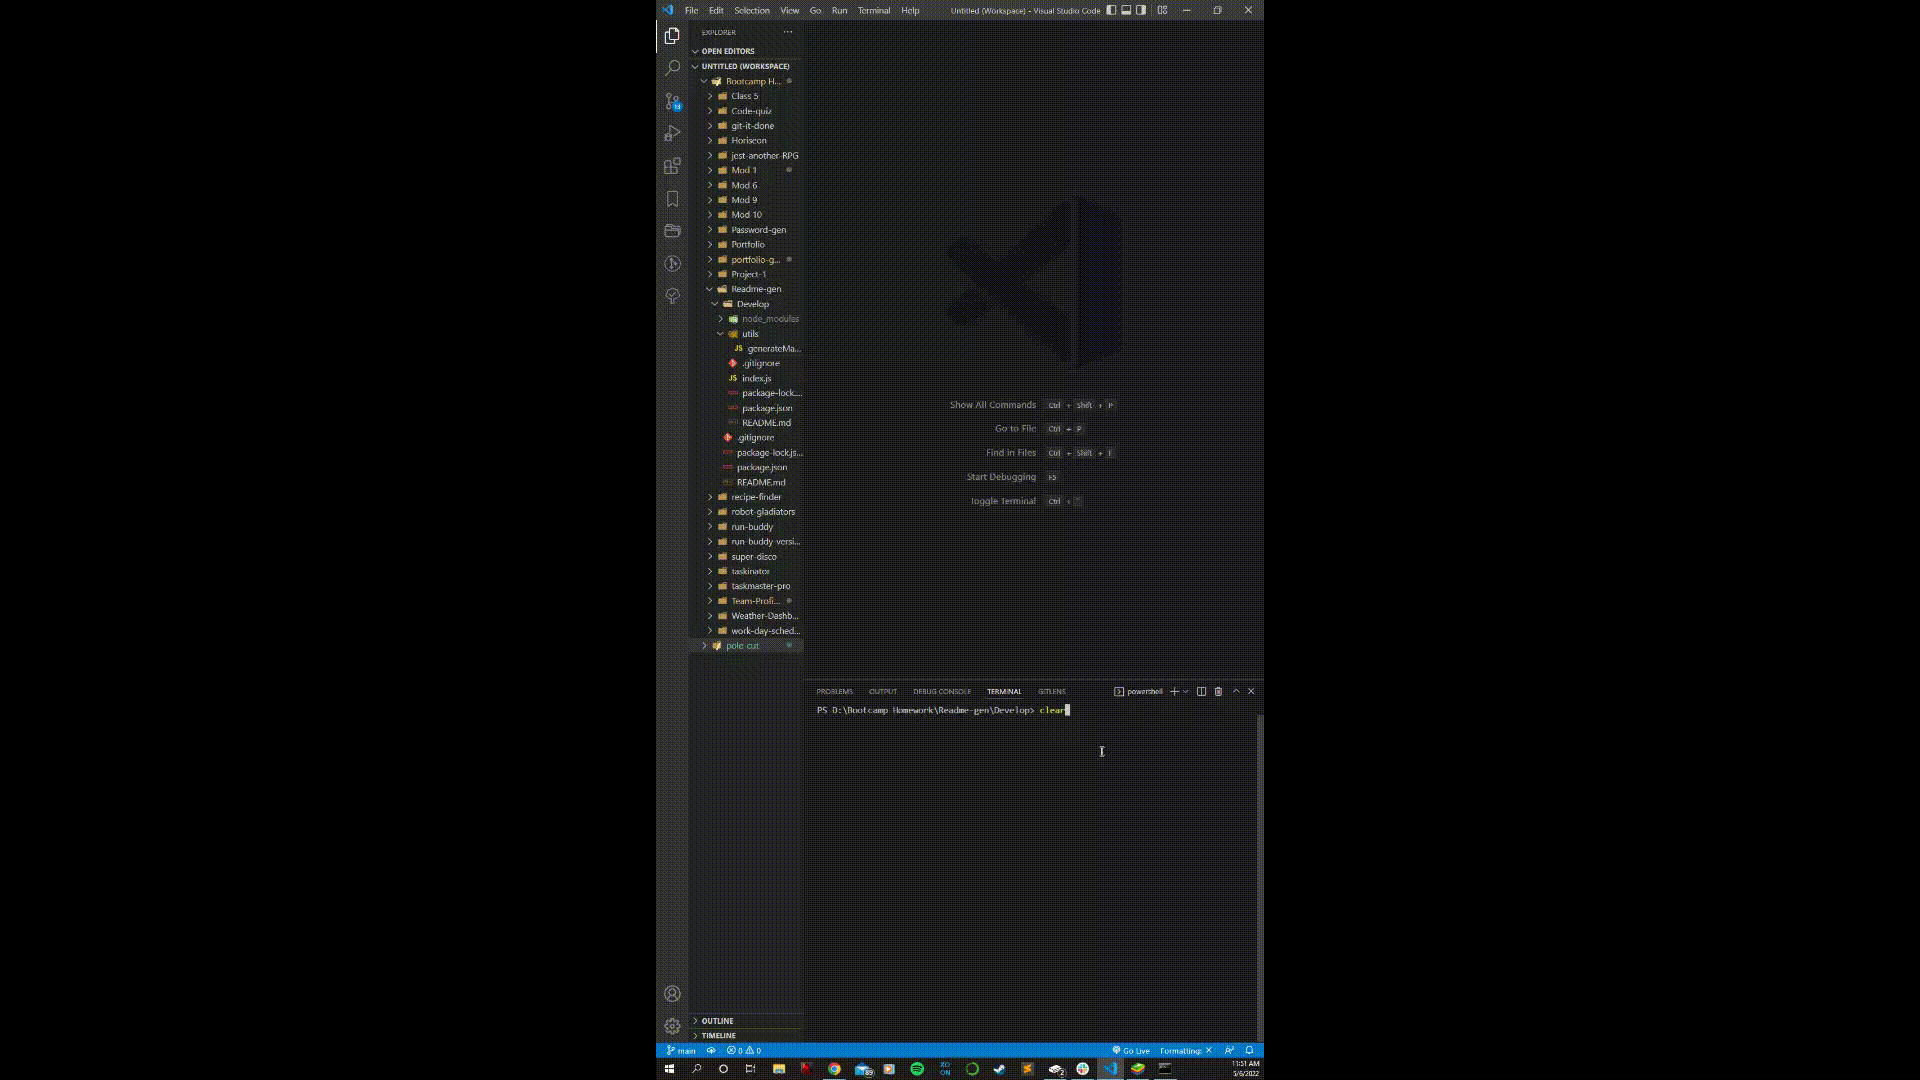 File Edit Selection View Go Run Terminal Help Untitled (Workspace) - Visual Studio Code
EXPLORER
OPEN EDITORS
UNTITLED (WORKSPACE)
Bootcamp H...
Class 5
Code-quiz
git-it-done
Horiseon
jest-another-RPG
Mod 1
Mod 6
Mod 9
Mod 10
Password-gen
Portfolio
portfolio-g...
Project-1
Readme-gen
Develop
node_modules
utils
JS generateMa...
.gitignore
JS index.js
package-lock....
package.json
README.md
.gitignore
package-lock.js...
package.json
README.md
recipe-finder
robot-gladiators
run-buddy
run-buddy-versi...
super-disco
taskinator
taskmaster-pro
Team-Profi...
Weather-Dashb...
work-day-sched...
pole cut
13
Show All Commands Ctrl + Shift + P
Go to File Ctrl + P
Find in Files Ctrl + Shift + F
Start Debugging F5
Toggle Terminal Ctrl + `
PROBLEMS OUTPUT DEBUG CONSOLE TERMINAL GITLENS powershell
PS D:\Bootcamp Homework\Readme-gen\Develop> clear
OUTLINE
TIMELINE
main 0 0 Go Live Formatting: ✕
89 XO ON 2
11:51 AM
5/6/2022